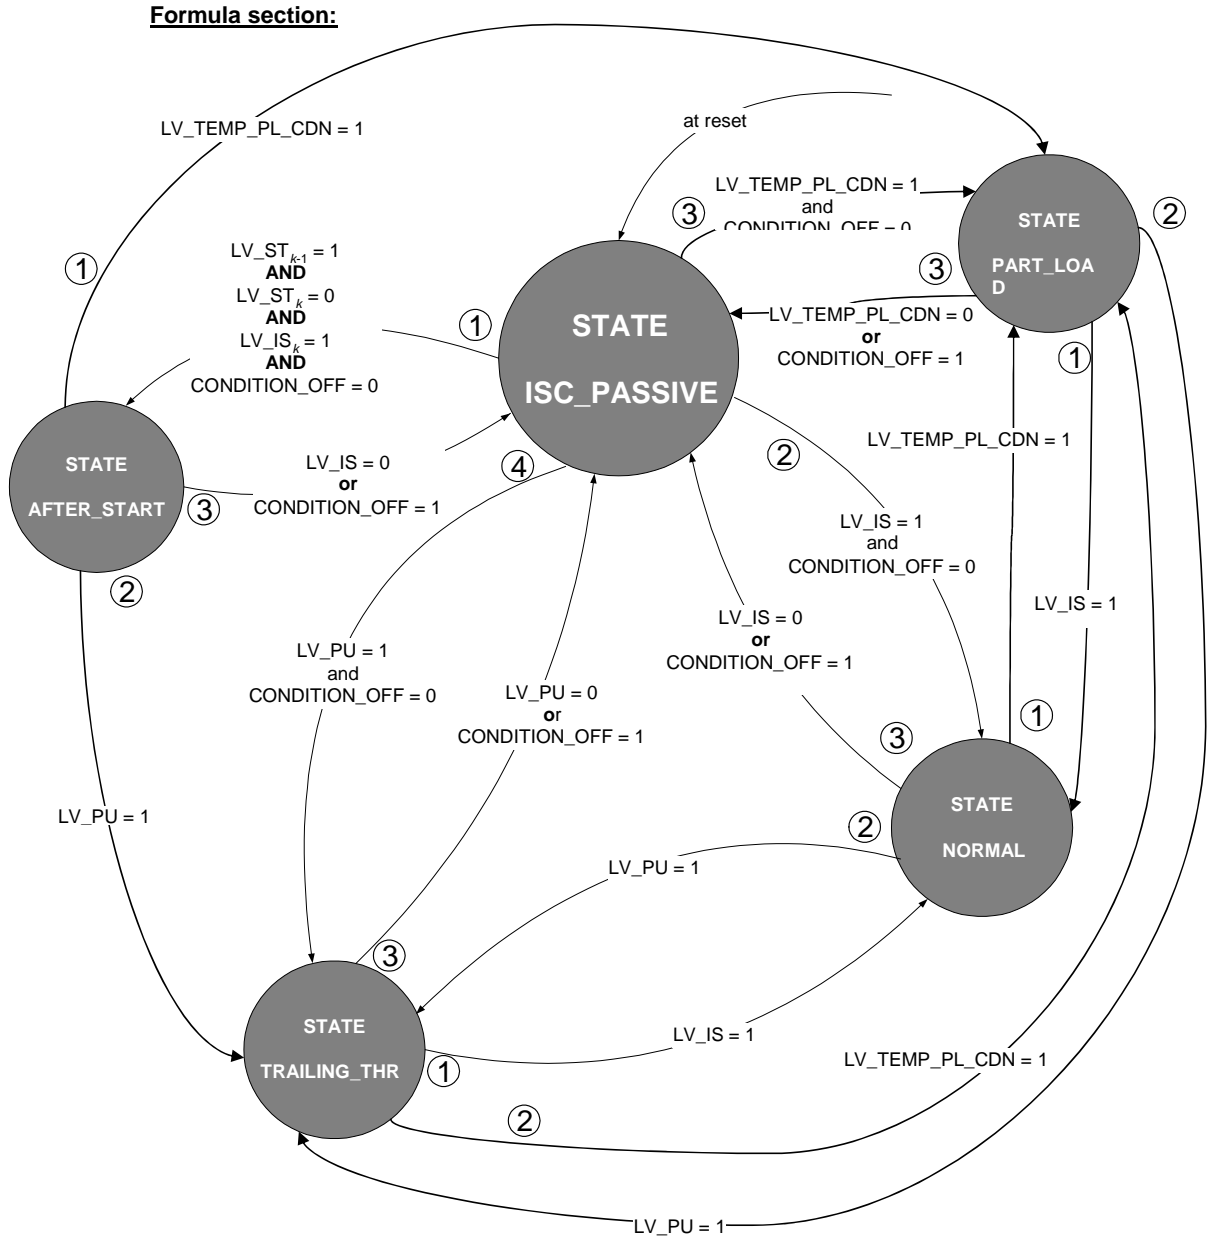 Formula section:
LV_TEMP_PL_CDN = 1
at reset
LV_TEMP_PL_CDN = 1
and
CONDITION_OFF = 0
3
2
STATE
PART_LOA
D
1
LV_ST k-1 = 1
AND
LV_ST k = 0
AND
LV_IS k = 1
AND
CONDITION_OFF = 0
1
STATE
ISC_PASSIVE
3
LV_TEMP_PL_CDN = 0
or
CONDITION_OFF = 1
1
STATE
AFTER_START
LV_IS = 0
or
CONDITION_OFF = 1
3
4
2
LV_TEMP_PL_CDN = 1
LV_IS = 1
and
CONDITION_OFF = 0
2
LV_IS = 1
LV_IS = 0
or
CONDITION_OFF = 1
LV_PU = 1
and
CONDITION_OFF = 0
LV_PU = 0
or
CONDITION_OFF = 1
1
3
LV_PU = 1
2
STATE
NORMAL
LV_PU = 1
3
STATE
TRAILING_THR
LV_IS = 1
1
LV_TEMP_PL_CDN = 1
2
LV_PU = 1